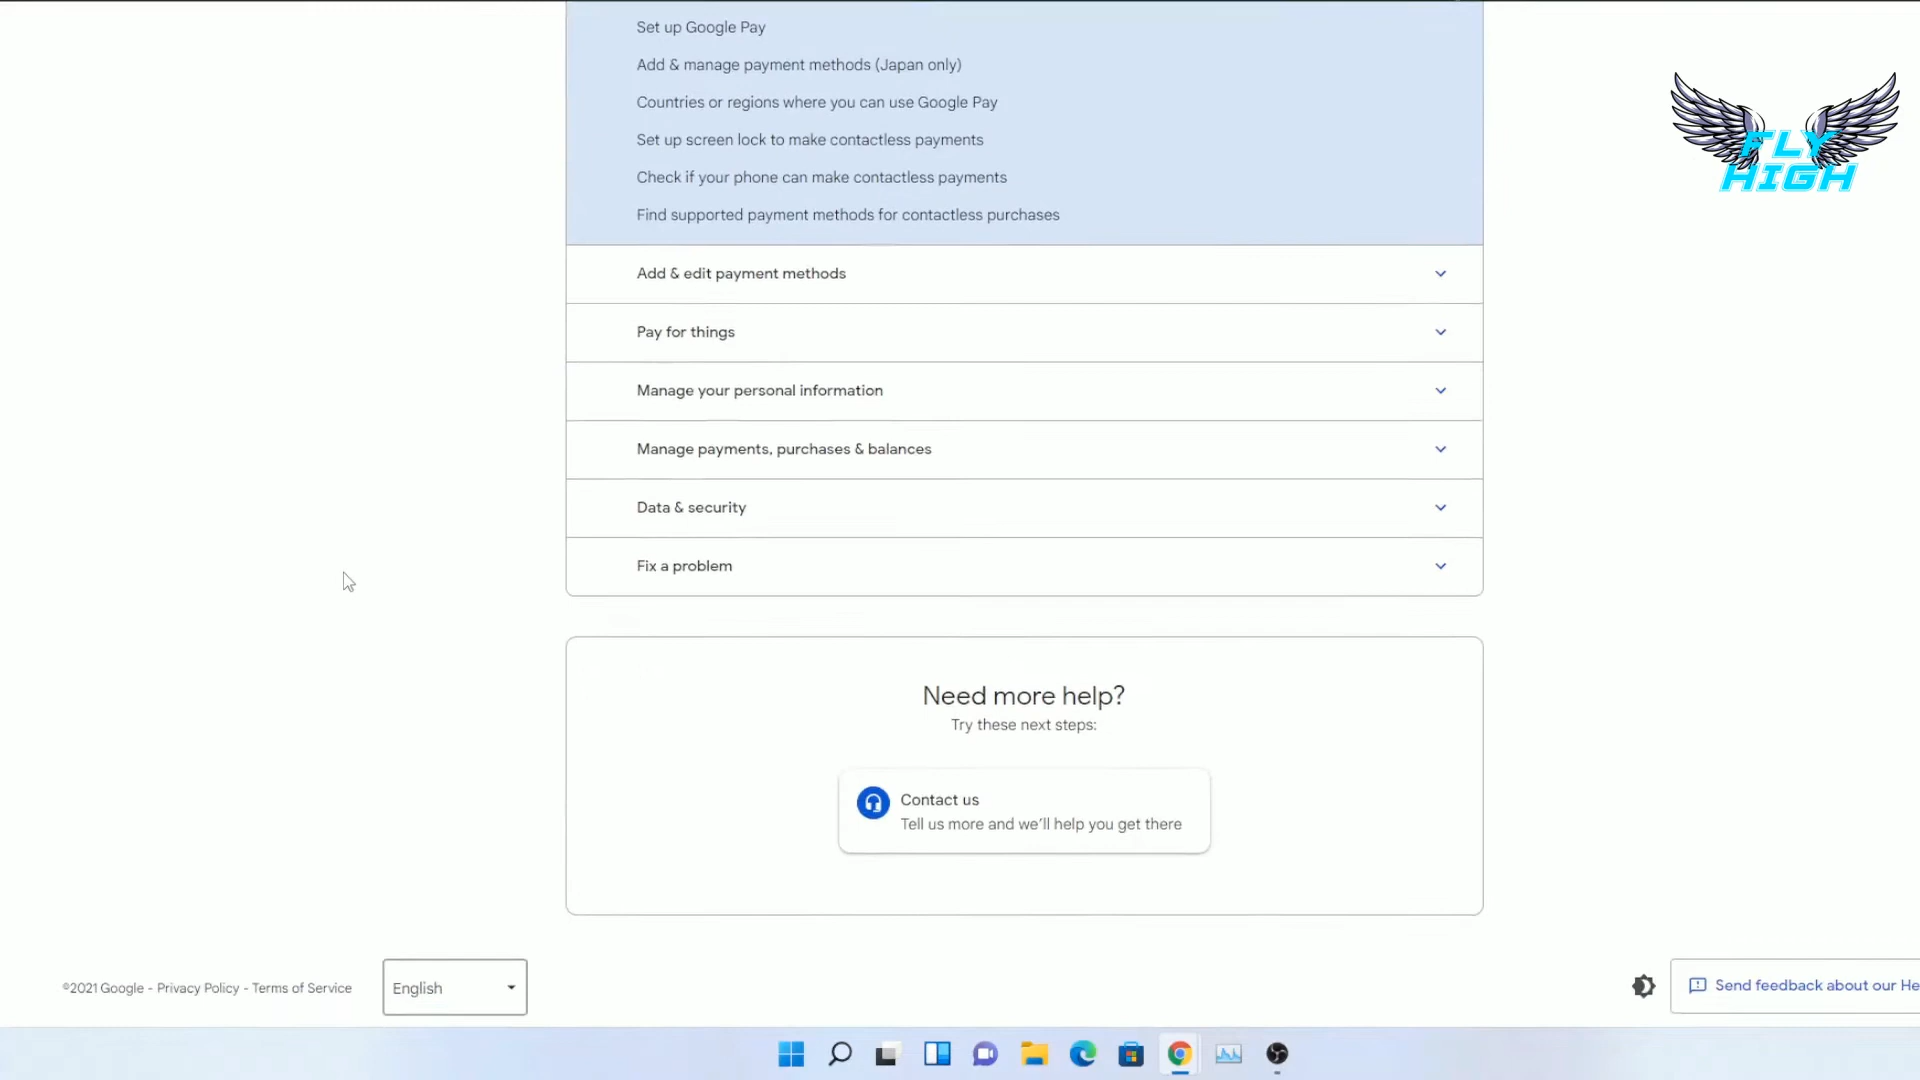 Set up Google Pay
Add & manage payment methods (Japan only)
Countries or regions where you can use Google Pay
Set up screen lock to make contactless payments
Check if your phone can make contactless payments
Find supported payment methods for contactless purchases
FLY
HIGH
Add & edit payment methods
Pay for things
Manage your personal information
Manage payments, purchases & balances
Data & security
Fix a problem
Need more help?
Try these next steps:
Contact us
Tell us more and we'll help you get there
©2021 Google - Privacy Policy - Terms of Service
English
Send feedback about our He